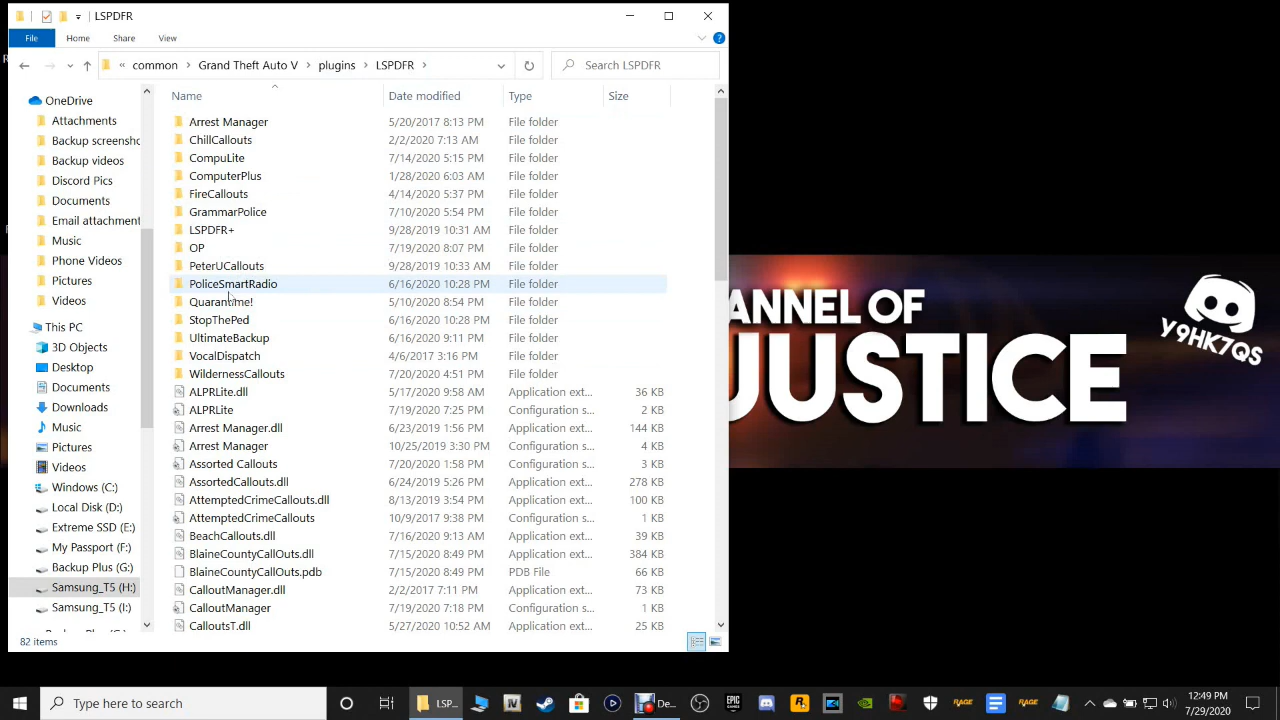 LSPDFR
File Home Share View
« common > Grand Theft Auto V > plugins > LSPDFR > Search LSPDFR
Name Date modified Type Size
OneDrive
Attachments
Backup screensho
Backup videos
Discord Pics
Documents
Email attachment
Music
Phone Videos
Pictures
Videos
This PC
3D Objects
Desktop
Documents
Downloads
Music
Pictures
Videos
Windows (C:)
Local Disk (D:)
Extreme SSD (E:)
My Passport (F:)
Backup Plus (G:)
Samsung_T5 (H:)
Samsung_T5 (I:)
Arrest Manager 5/20/2017 8:13 PM File folder
ChillCallouts 2/2/2020 7:13 AM File folder
CompuLite 7/14/2020 5:15 PM File folder
ComputerPlus 1/28/2020 6:03 AM File folder
FireCallouts 4/14/2020 5:37 PM File folder
GrammarPolice 7/10/2020 5:54 PM File folder
LSPDFR+ 9/28/2019 10:31 AM File folder
OP 7/19/2020 8:07 PM File folder
PeterUCallouts 9/28/2019 10:33 AM File folder
PoliceSmartRadio 6/16/2020 10:28 PM File folder
Quarantine! 5/10/2020 8:54 PM File folder
StopThePed 6/16/2020 10:28 PM File folder
UltimateBackup 6/16/2020 9:11 PM File folder
VocalDispatch 4/6/2017 3:16 PM File folder
WildernessCallouts 7/20/2020 4:51 PM File folder
ALPRLite.dll 5/17/2020 9:58 AM Application ext... 36 KB
ALPRLite 7/19/2020 7:25 PM Configuration s... 2 KB
Arrest Manager.dll 6/23/2019 1:56 PM Application ext... 144 KB
Arrest Manager 10/25/2019 3:30 PM Configuration s... 4 KB
Assorted Callouts 7/20/2020 1:58 PM Configuration s... 3 KB
AssortedCallouts.dll 6/24/2019 5:26 PM Application ext... 278 KB
AttemptedCrimeCallouts.dll 8/13/2019 3:54 PM Application ext... 100 KB
AttemptedCrimeCallouts 10/9/2017 9:38 PM Configuration s... 1 KB
BeachCallouts.dll 7/16/2020 9:13 AM Application ext... 39 KB
BlaineCountyCallOuts.dll 7/15/2020 8:49 PM Application ext... 384 KB
BlaineCountyCallOuts.pdb 7/15/2020 8:49 PM PDB File 66 KB
CalloutManager.dll 2/2/2017 7:11 PM Application ext... 73 KB
CalloutManager 7/19/2020 7:18 PM Configuration s... 1 KB
CalloutsT.dll 5/27/2020 10:52 AM Application ext... 25 KB
82 items
ANNEL OF
JUSTICE
Y9HK7QS
Type here to search
LSP...
De...
EPIC GAMES
RAGE
RAGE
RAGE
12:49 PM
7/29/2020